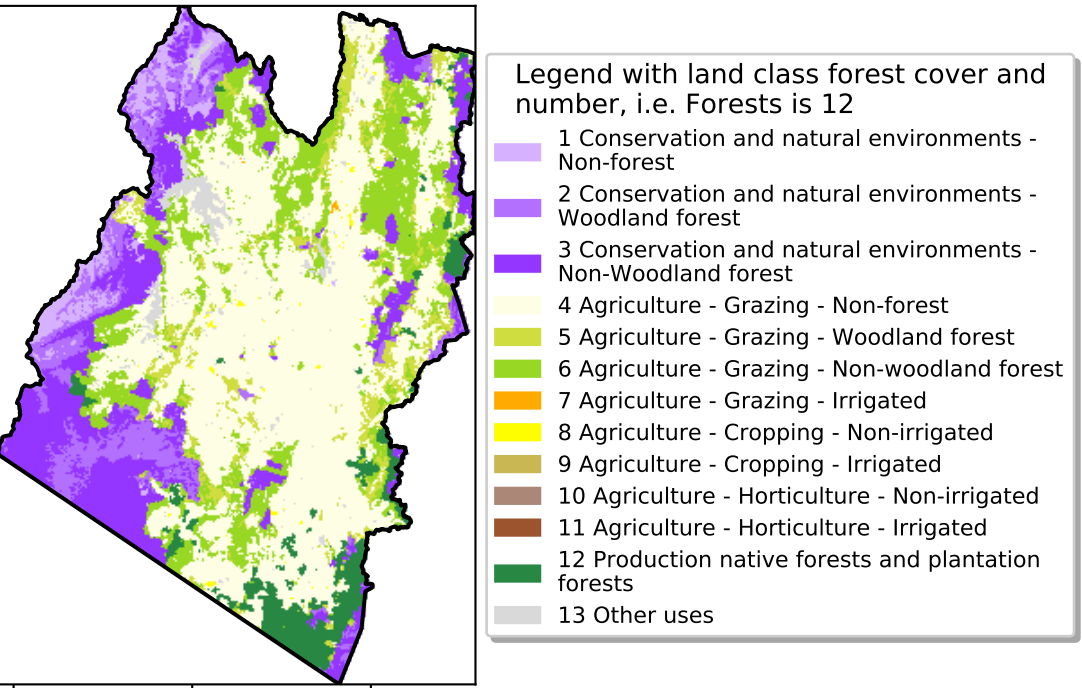 Legend with land class forest cover and
number, i.e. Forests is 12
1 Conservation and natural environments -
Non-forest
2 Conservation and natural environments -
Woodland forest
3 Conservation and natural environments -
Non-Woodland forest
4 Agriculture - Grazing - Non-forest
5 Agriculture - Grazing - Woodland forest
6 Agriculture - Grazing - Non-woodland forest
7 Agriculture - Grazing - Irrigated
8 Agriculture - Cropping - Non-irrigated
9 Agriculture - Cropping - Irrigated
10 Agriculture - Horticulture - Non-irrigated
11 Agriculture - Horticulture - Irrigated
12 Production native forests and plantation
forests
13 Other uses